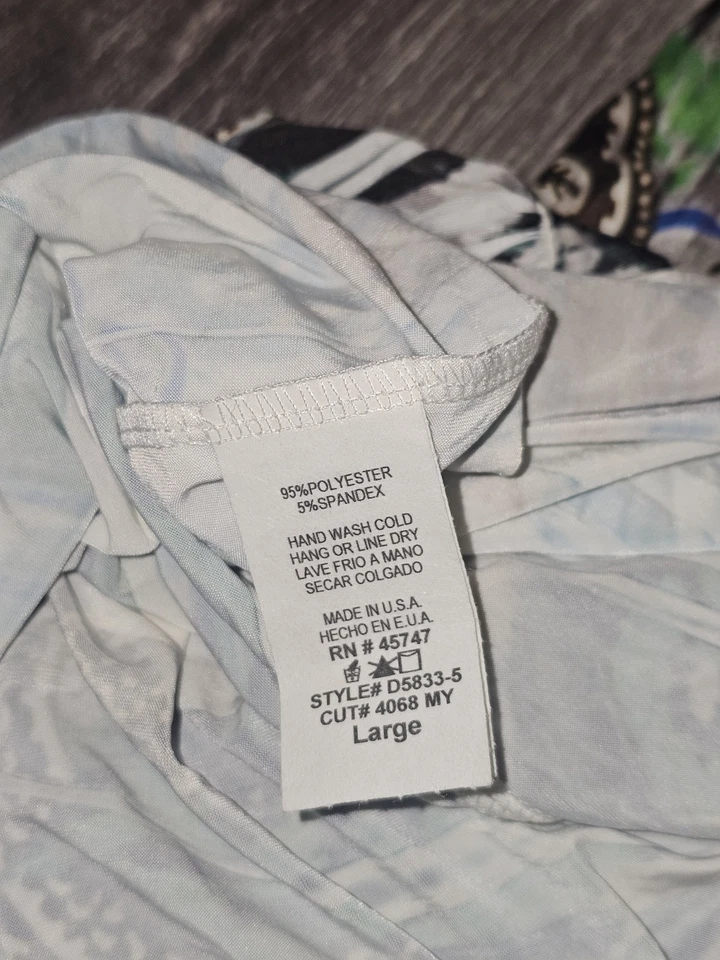 95%POLYESTER
5%SPANDEX
HAND WASH COLD
HANG OR LINE DRY
LAVE FRIO A MANO
SECAR COLGADO
MADE IN U.S.A.
HECHO EN E.U.A.
RN # 45747
STYLE# D5833-5
CUT# 4068 MY
Large